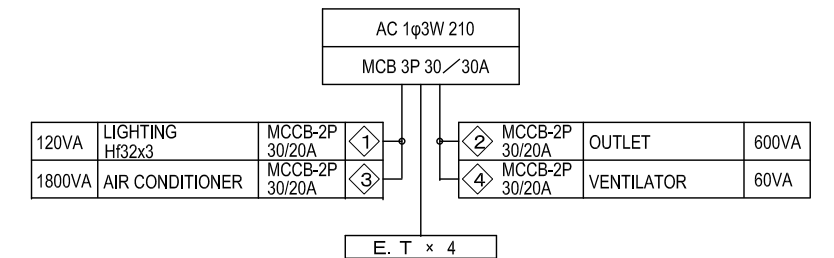 AC 1φ3W 210
MCB 3P 30／30A
120VA LIGHTING Hf32x3 MCCB-2P 30/20A 1
2 MCCB-2P 30/20A OUTLET 600VA
1800VA AIR CONDITIONER MCCB-2P 30/20A 3
4 MCCB-2P 30/20A VENTILATOR 60VA
E. T × 4